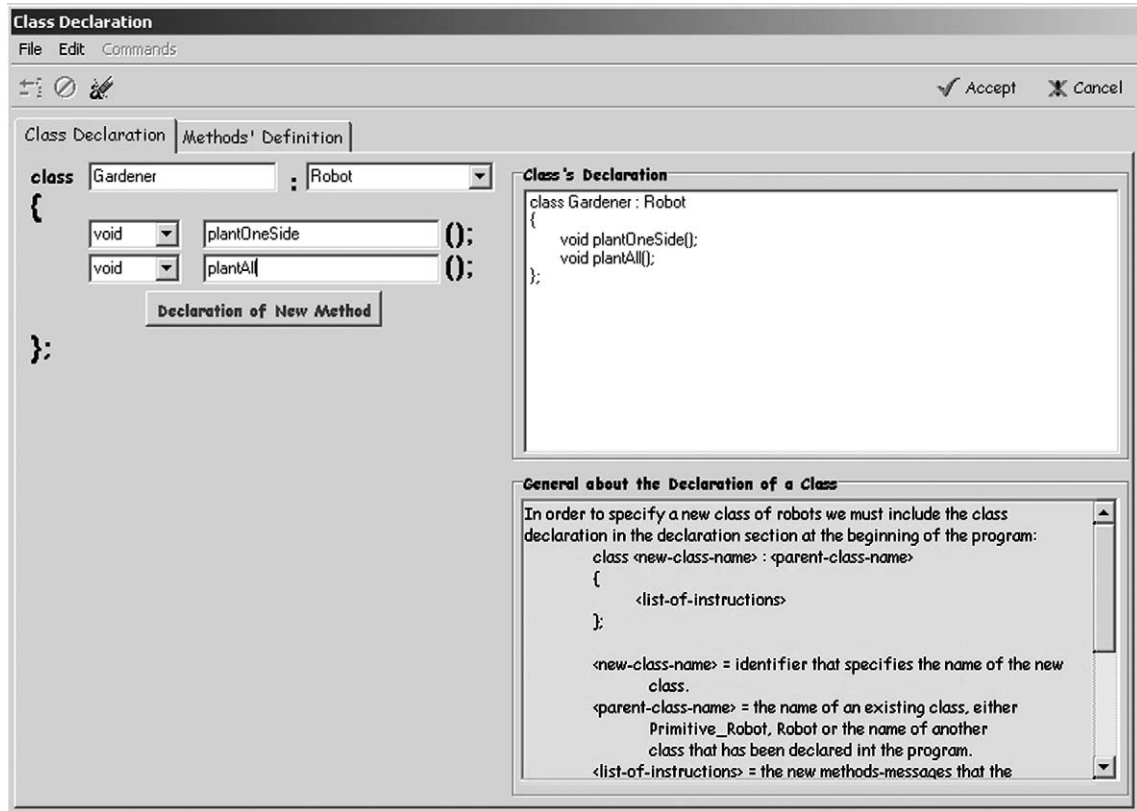 Class Declaration
File Edit Commands
Accept Cancel
Class Declaration Methods' Definition
class Gardener : Robot
{
void plantOneSide ();
void plantAll ();
Declaration of New Method
};
Class's Declaration
class Gardener : Robot
{
void plantOneSide();
void plantAll();
};
General about the Declaration of a Class
In order to specify a new class of robots we must include the class
declaration in the declaration section at the beginning of the program:
class <new-class-name> : <parent-class-name>
{
<list-of-instructions>
};
<new-class-name> = identifier that specifies the name of the new
class.
<parent-class-name> = the name of an existing class, either
Primitive_Robot, Robot or the name of another
class that has been declared int the program.
<list-of-instructions> = the new methods-messages that the